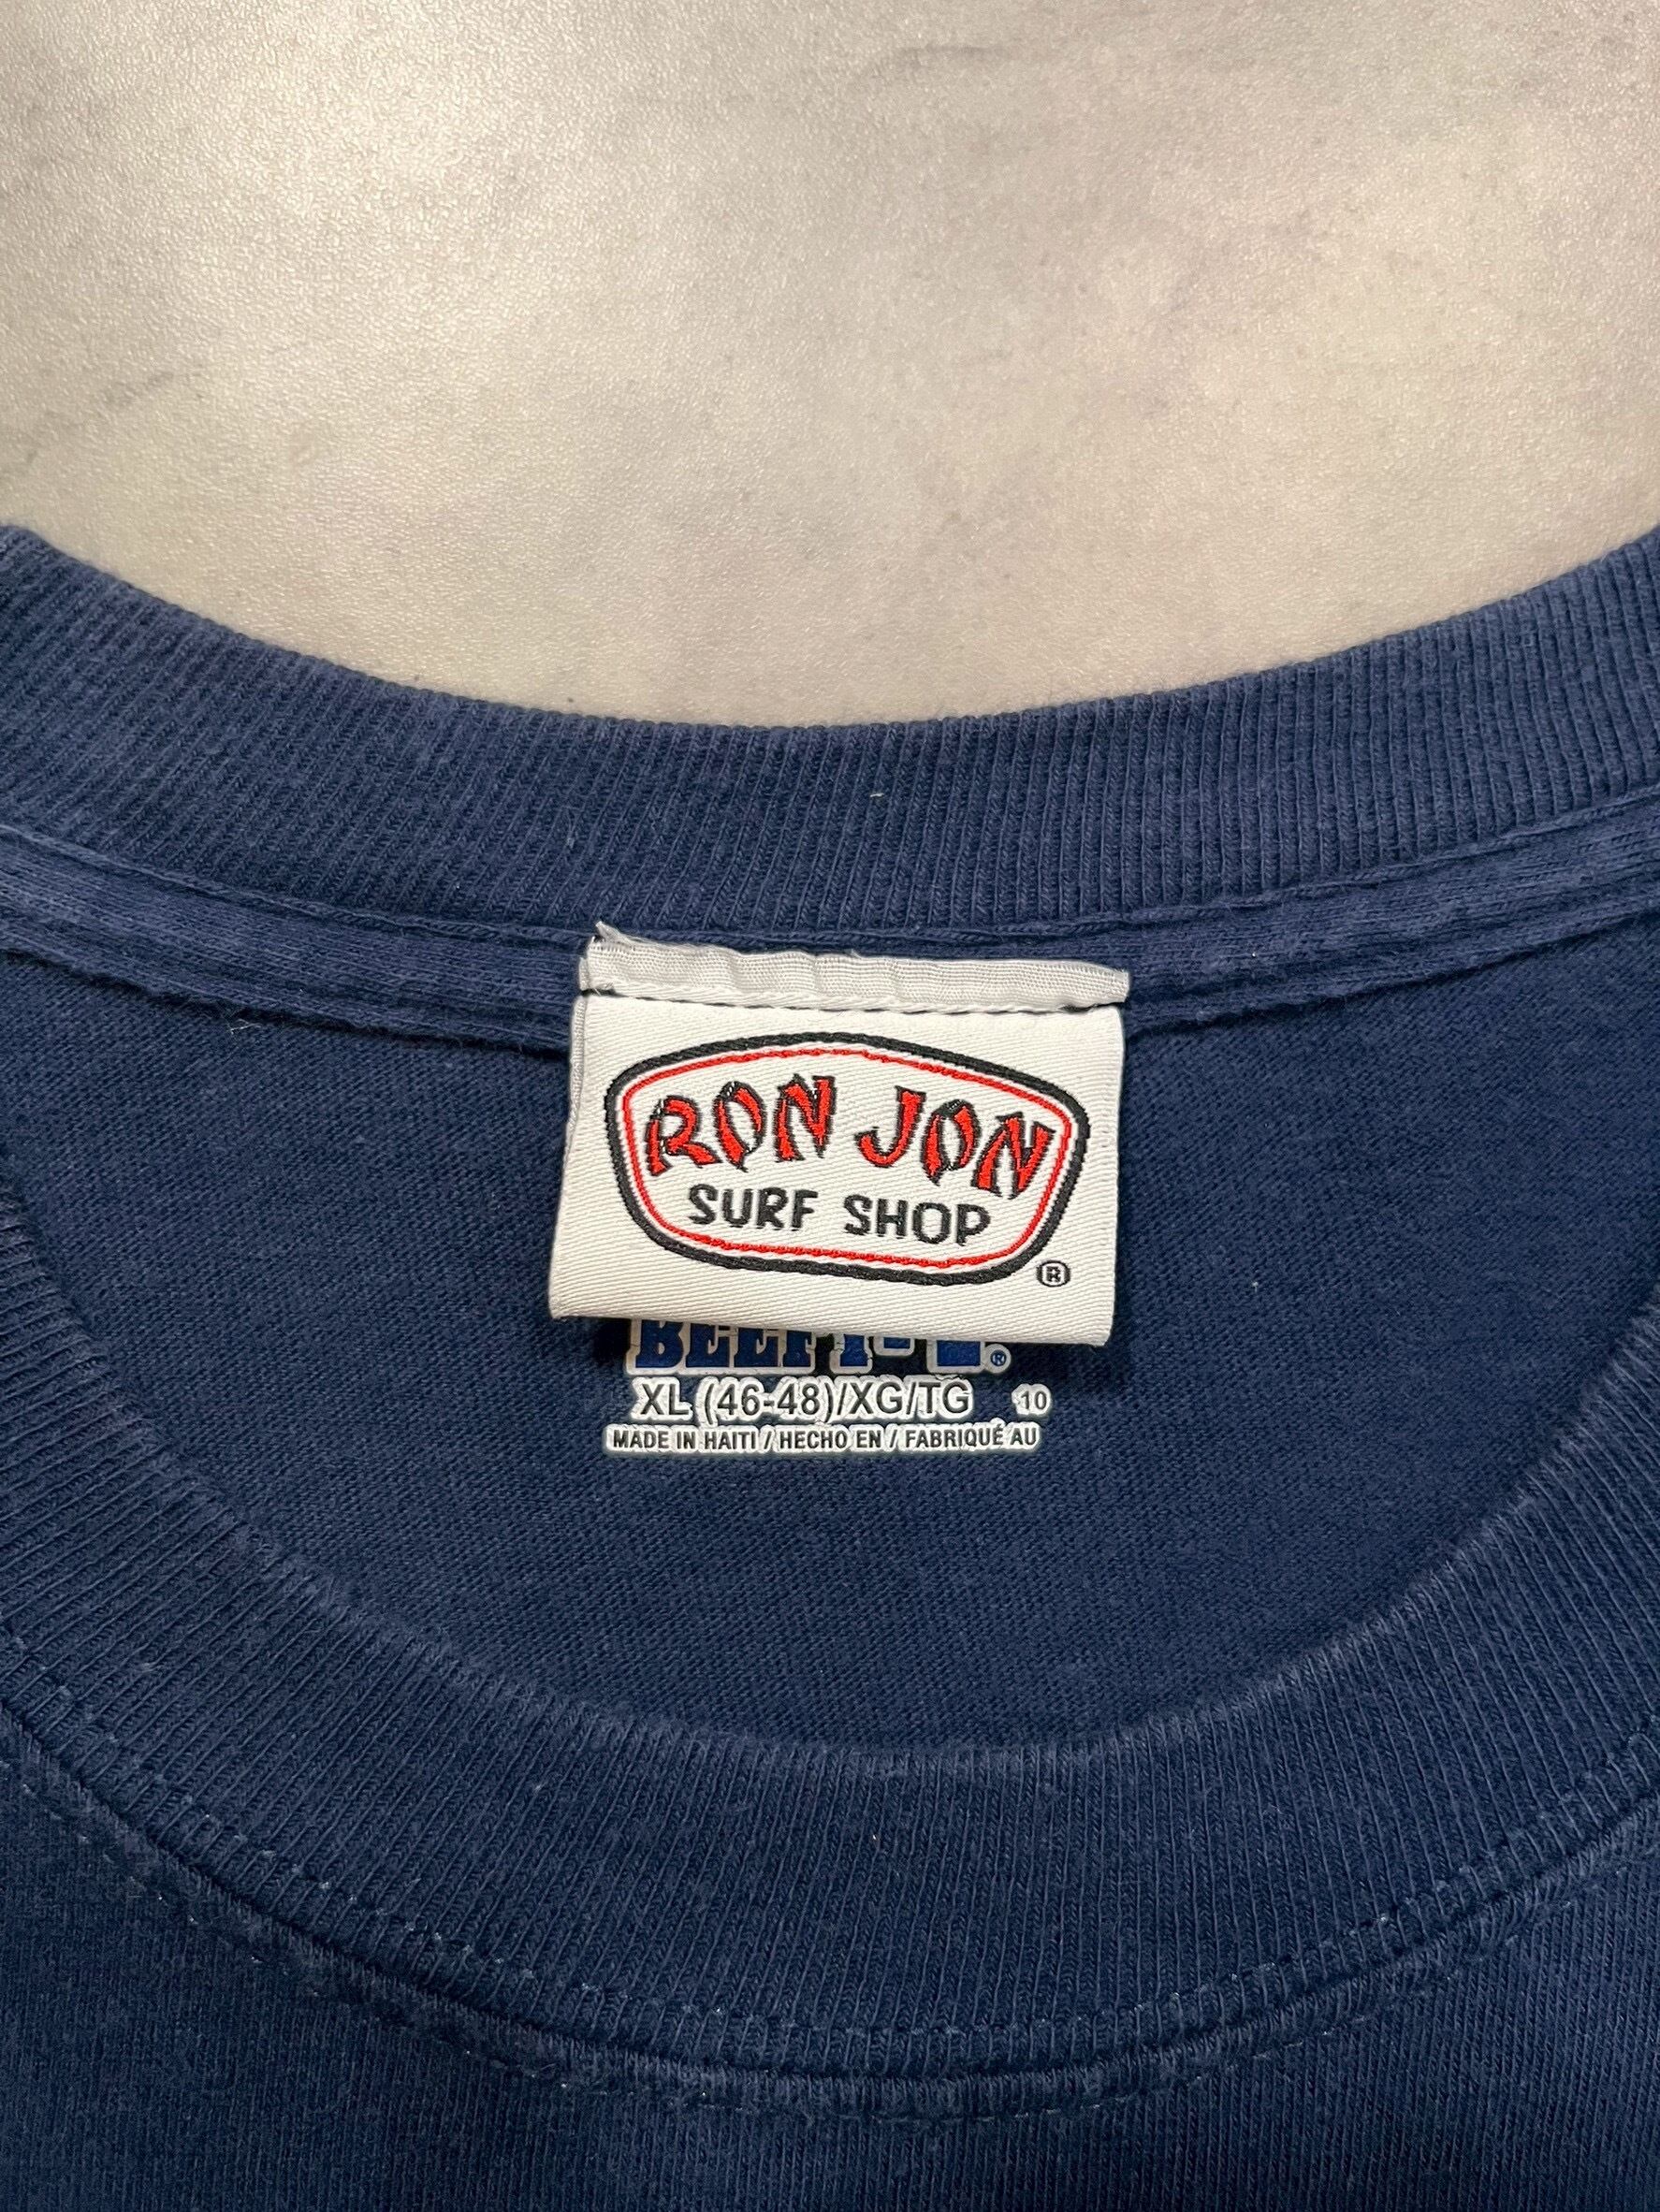 RON JON
SURF SHOP
®
BEEFY-T®
XL (46-48)/XG/TG 10
MADE IN HAITI / HECHO EN / FABRIQUÉ AU